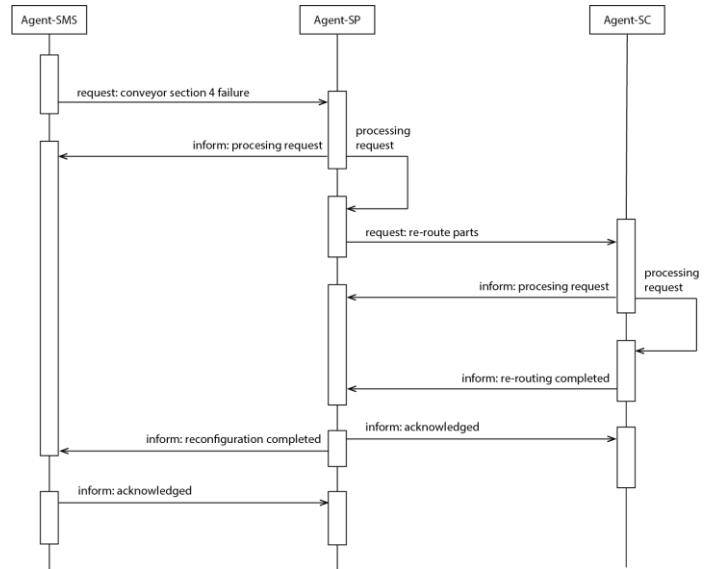 Agent-SMS
Agent-SP
Agent-SC
request: conveyor section 4 failure
processing
request
inform: procesing request
request: re-route parts
processing
request
inform: procesing request
inform: re-routing completed
inform: acknowledged
inform: reconfiguration completed
inform: acknowledged